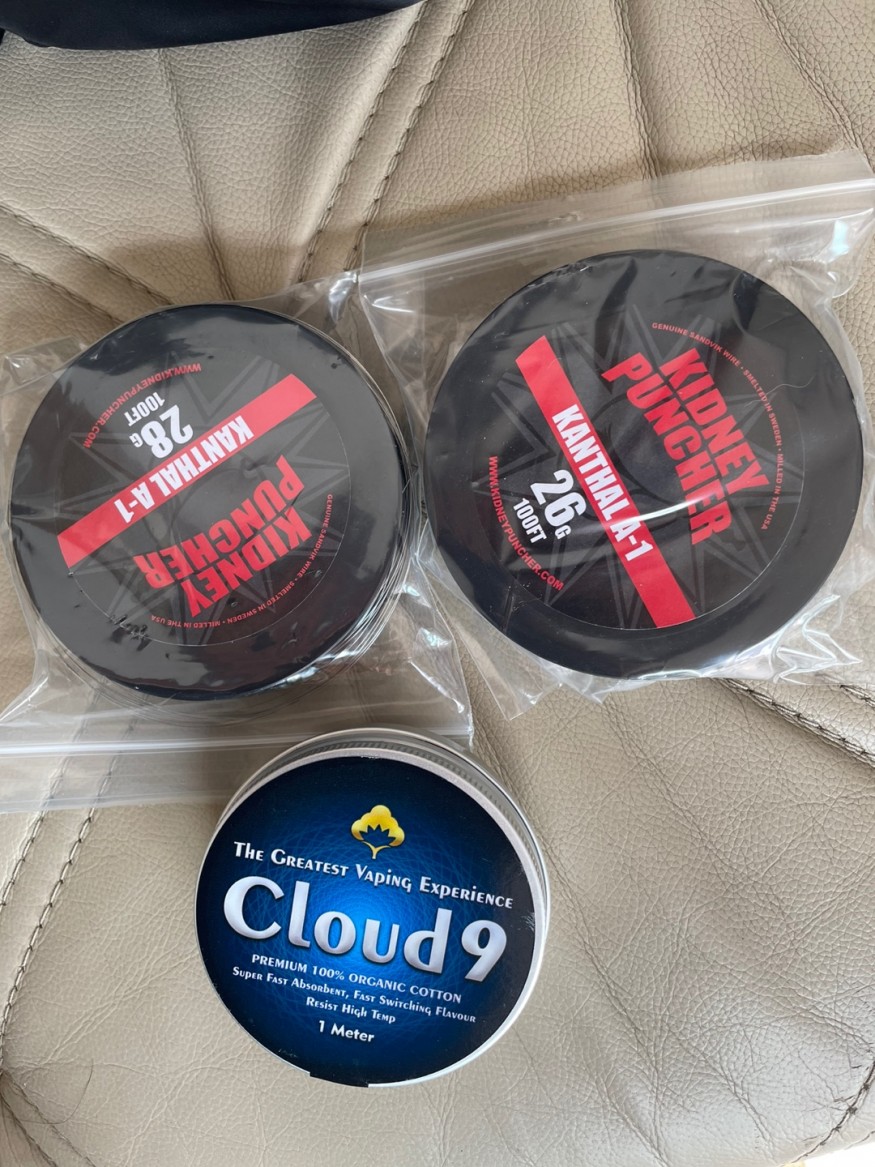 WWW.KIDNEYPUNCHER.COM
100FT
28G
KANTHAL A-1
KIDNEY
PUNCHER
GENUINE SANDVIK WIRE • SMELTED IN SWEDEN • MILLED IN THE USA
GENUINE SANDVIK WIRE • SMELTED IN SWEDEN • MILLED IN THE USA
KIDNEY
PUNCHER
KANTHAL A-1
26G
100FT
WWW.KIDNEYPUNCHER.COM
The Greatest Vaping Experience
Cloud9
PREMIUM 100% ORGANIC COTTON
Super Fast Absorbent, Fast Switching Flavour
Resist High Temp
1 Meter